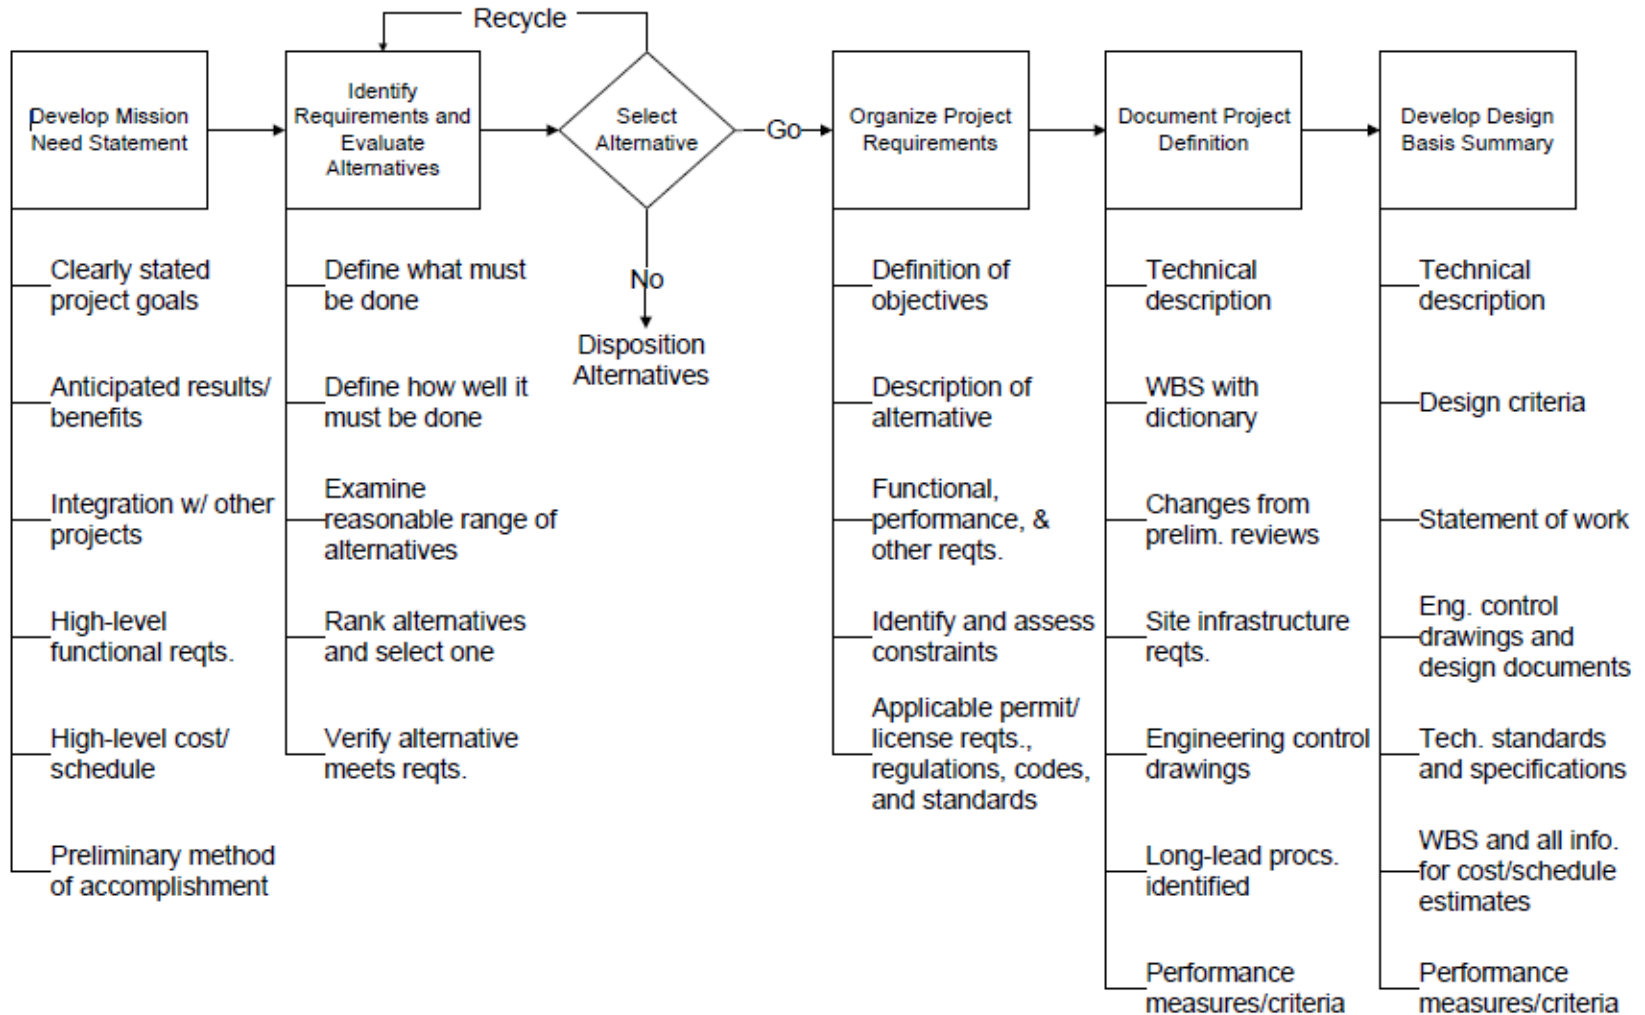 Recycle
Develop Mission
Need Statement
Identify
Requirements and
Evaluate
Alternatives
Select
Alternative
Go
Organize Project
Requirements
Document Project
Definition
Develop Design
Basis Summary
Clearly stated
project goals
Anticipated results/
benefits
Integration w/ other
projects
High-level
functional reqts.
High-level cost/
schedule
Preliminary method
of accomplishment
Define what must
be done
Define how well it
must be done
Examine
reasonable range of
alternatives
Rank alternatives
and select one
Verify alternative
meets reqts.
No
Disposition
Alternatives
Definition of
objectives
Description of
alternative
Functional,
performance, &
other reqts.
Identify and assess
constraints
Applicable permit/
license reqts.,
regulations, codes,
and standards
Technical
description
WBS with
dictionary
Changes from
prelim. reviews
Site infrastructure
reqts.
Engineering control
drawings
Long-lead procs.
identified
Performance
measures/criteria
Technical
description
Design criteria
Statement of work
Eng. control
drawings and
design documents
Tech. standards
and specifications
WBS and all info.
for cost/schedule
estimates
Performance
measures/criteria